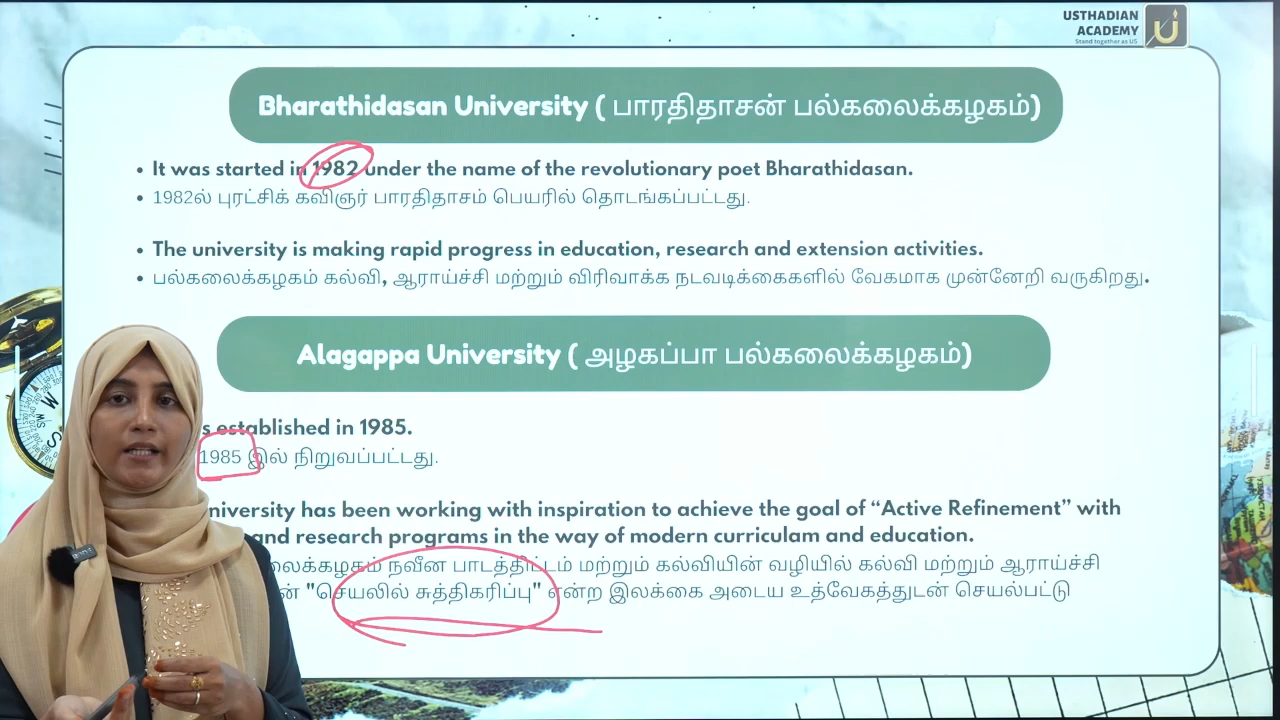 USTHADIAN
ACADEMY
Stand together as US
Bharathidasan University ( பாரதிதாசன் பல்கலைக்கழகம்)
• It was started in 1982 under the name of the revolutionary poet Bharathidasan.
• 1982ல் புரட்சிக் கவிஞர் பாரதிதாசம் பெயரில் தொடங்கப்பட்டது.
• The university is making rapid progress in education, research and extension activities.
• பல்கலைக்கழகம் கல்வி, ஆராய்ச்சி மற்றும் விரிவாக்க நடவடிக்கைகளில் வேகமாக முன்னேறி வருகிறது.
Alagappa University ( அழகப்பா பல்கலைக்கழகம்)
established in 1985.
1985 இல் நிறுவப்பட்டது.
has been working with inspiration to achieve the goal of “Active Refinement” with
and research programs in the way of modern curriculam and education.
நவீன பாடத்திட்டம் மற்றும் கல்வியின் வழியில் கல்வி மற்றும் ஆராய்ச்சி
"செயலில் சுத்திகரிப்பு" என்ற இலக்கை அடைய உத்வேகத்துடன் செயல்பட்டு